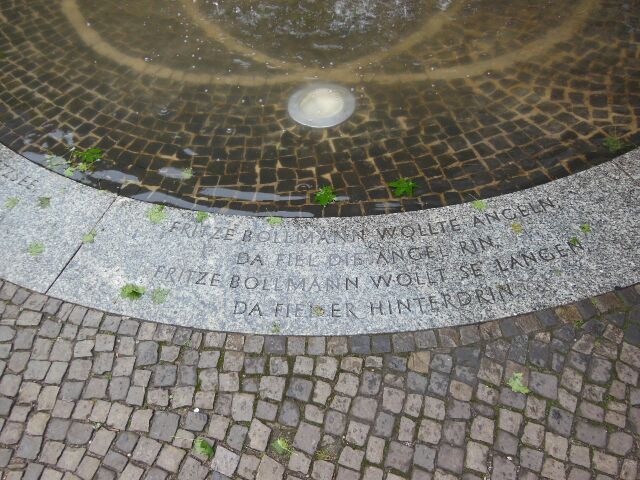 FRITZE BOLLMANN WOLLTE ANGELN,
DA FIEL DIE ANGEL RIN.
FRITZE BOLLMANN WOLLT SE LANGEN,
DA FIEL ER HINTERDRIN.